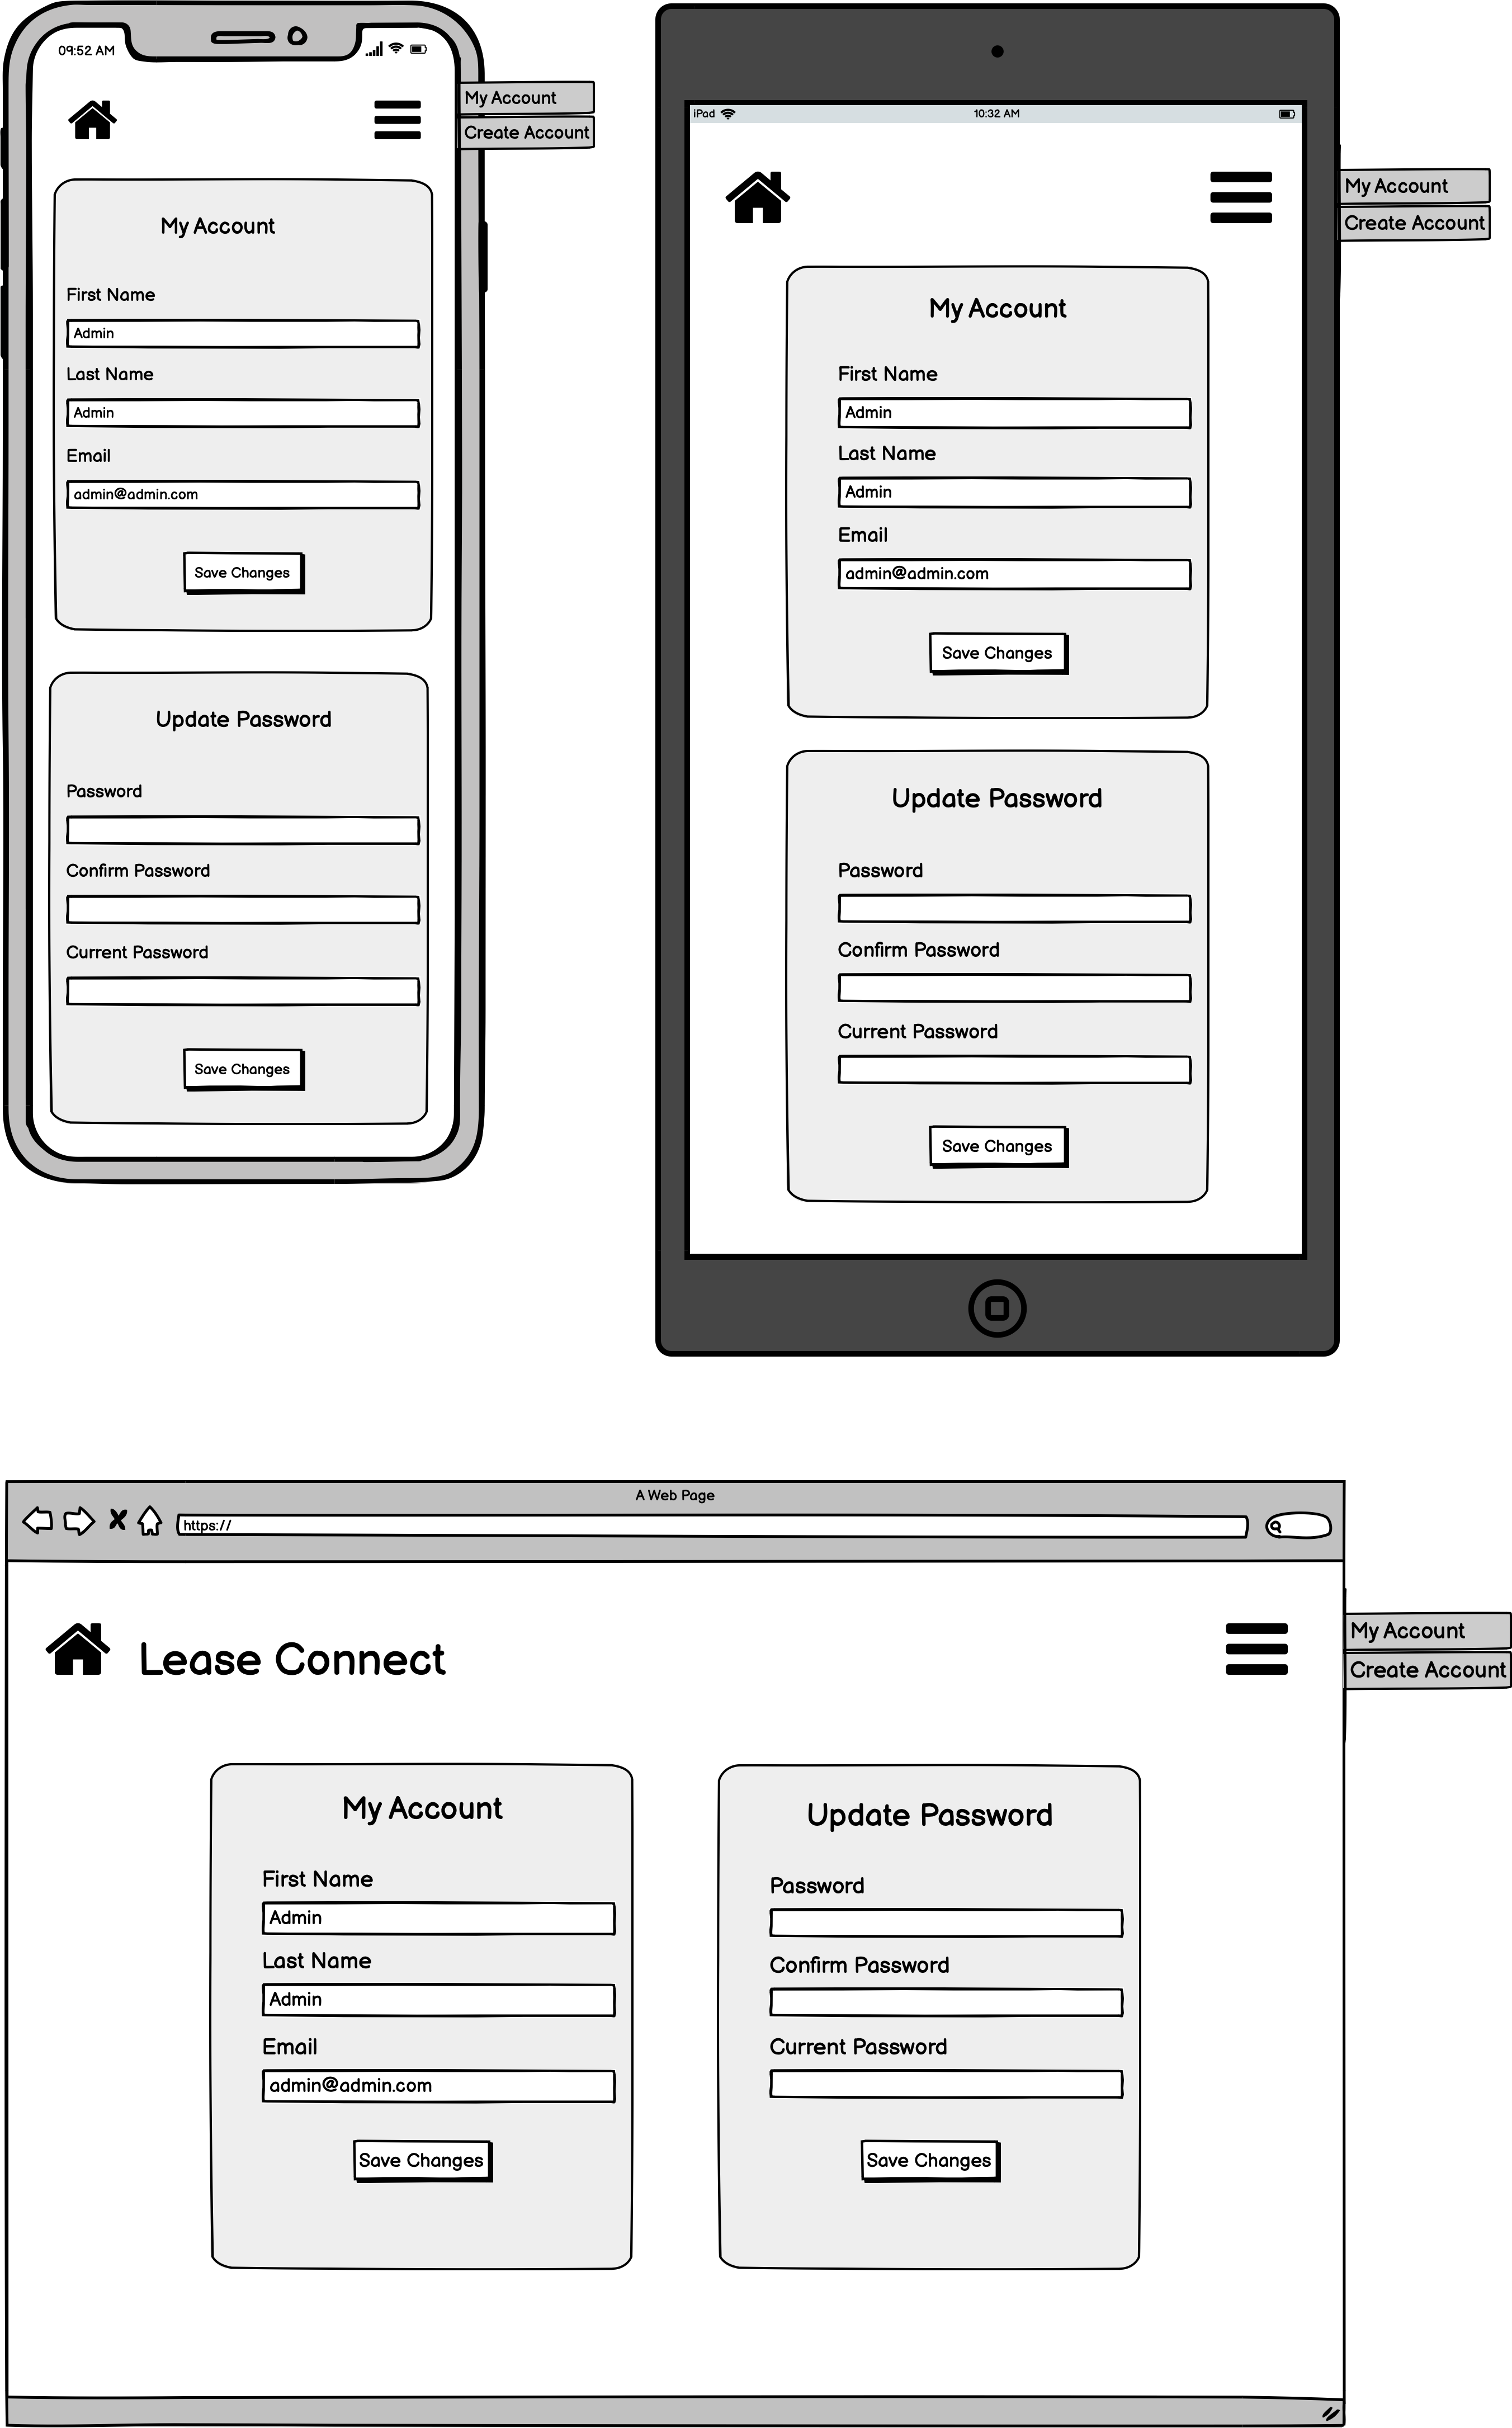 09:52 AM
My Account
Create Account
My Account
First Name
Admin
Last Name
Admin
Email
admin@admin.com
Save Changes
Update Password
Password
Confirm Password
Current Password
Save Changes
iPad
10:32 AM
My Account
Create Account
My Account
First Name
Admin
Last Name
Admin
Email
admin@admin.com
Save Changes
Update Password
Password
Confirm Password
Current Password
Save Changes
A Web Page
https://
Lease Connect
My Account
Create Account
My Account
First Name
Admin
Last Name
Admin
Email
admin@admin.com
Save Changes
Update Password
Password
Confirm Password
Current Password
Save Changes